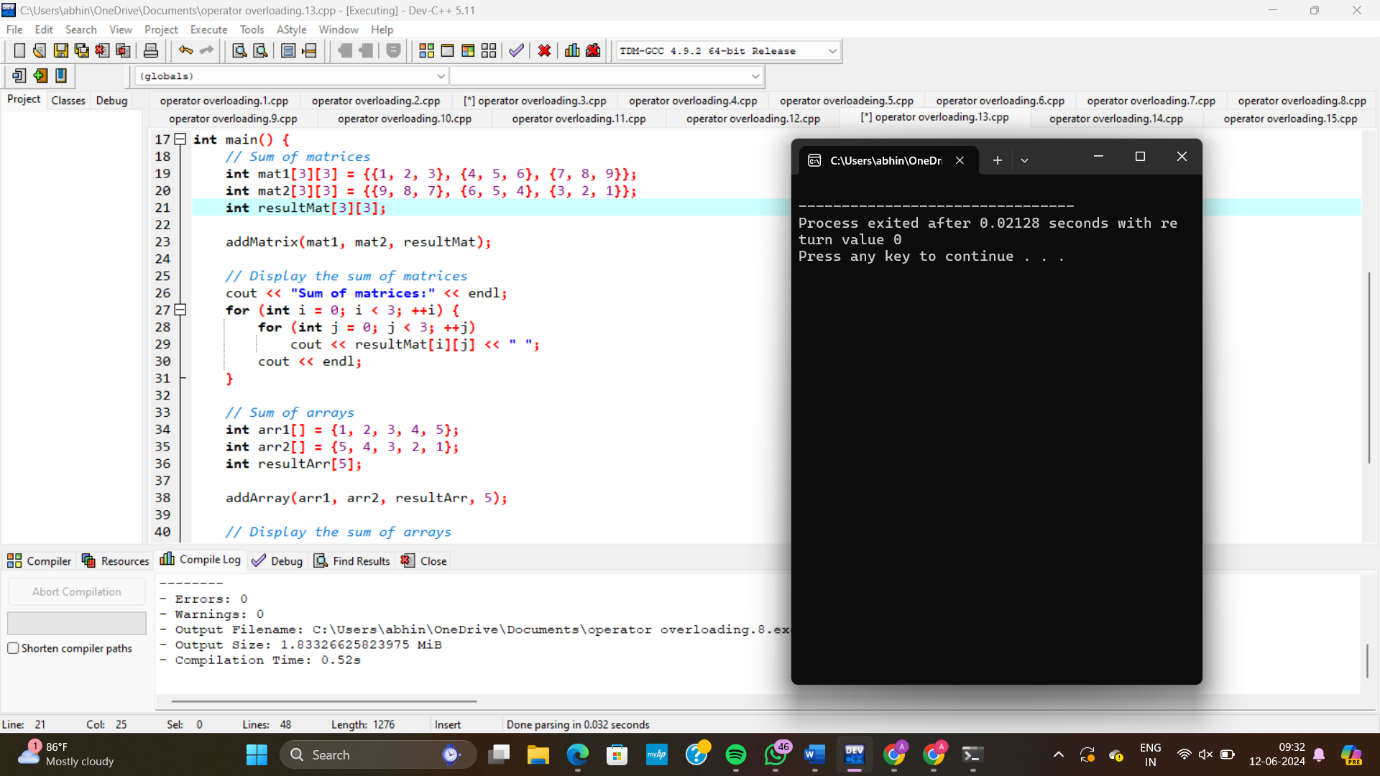 C:\Users\abhin\OneDrive\Documents\operator overloading.13.cpp - [Executing] - Dev-C++ 5.11
File Edit Search View Project Execute Tools AStyle Window Help
TDM-GCC 4.9.2 64-bit Release
(globals)
Project Classes Debug
operator overloading.1.cpp operator overloading.2.cpp [*] operator overloading.3.cpp operator overloading.4.cpp operator overloadeing.5.cpp operator overloading.6.cpp operator overloading.7.cpp operator overloading.8.cpp
operator overloading.9.cpp operator overloading.10.cpp operator overloading.11.cpp operator overloading.12.cpp [*] operator overloading.13.cpp operator overloading.14.cpp operator overloading.15.cpp
17 int main() {
18 // Sum of matrices
19 int mat1[3][3] = {{1, 2, 3}, {4, 5, 6}, {7, 8, 9}};
20 int mat2[3][3] = {{9, 8, 7}, {6, 5, 4}, {3, 2, 1}};
21 int resultMat[3][3];
22
23 addMatrix(mat1, mat2, resultMat);
24
25 // Display the sum of matrices
26 cout << "Sum of matrices:" << endl;
27 for (int i = 0; i < 3; ++i) {
28 for (int j = 0; j < 3; ++j)
29 cout << resultMat[i][j] << " ";
30 cout << endl;
31 }
32
33 // Sum of arrays
34 int arr1[] = {1, 2, 3, 4, 5};
35 int arr2[] = {5, 4, 3, 2, 1};
36 int resultArr[5];
37
38 addArray(arr1, arr2, resultArr, 5);
39
40 // Display the sum of arrays
C:\Users\abhin\OneDri
--------------------------------
Process exited after 0.02128 seconds with re
turn value 0
Press any key to continue . . .
Compiler Resources Compile Log Debug Find Results Close
Abort Compilation
Shorten compiler paths
--------
- Errors: 0
- Warnings: 0
- Output Filename: C:\Users\abhin\OneDrive\Documents\operator overloading.8.exe
- Output Size: 1.83326625823975 MiB
- Compilation Time: 0.52s
Line: 21 Col: 25 Sel: 0 Lines: 48 Length: 1276 Insert Done parsing in 0.032 seconds
1
86°F
Mostly cloudy
Search
myhp
46
W
DEV
A
A
PRE
ENG
IN
09:32
12-06-2024